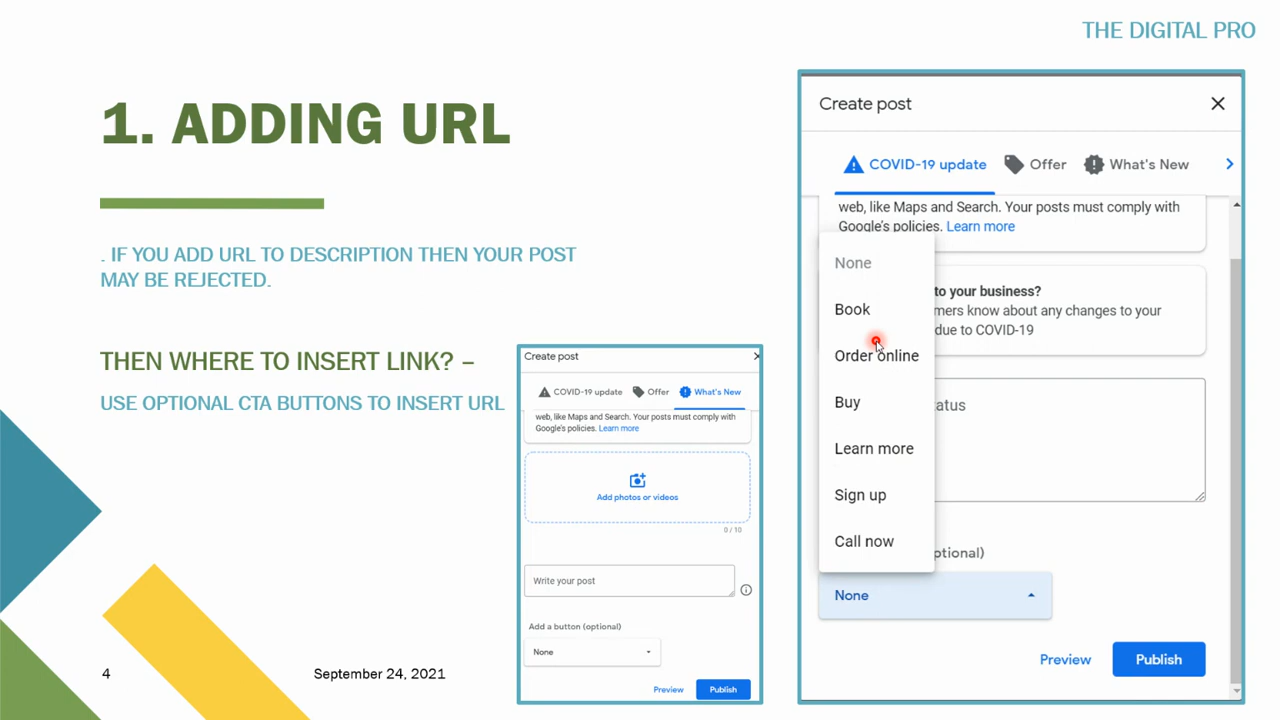 THE DIGITAL PRO
1. ADDING URL
. IF YOU ADD URL TO DESCRIPTION THEN YOUR POST
MAY BE REJECTED.
THEN WHERE TO INSERT LINK? –
USE OPTIONAL CTA BUTTONS TO INSERT URL
4
September 24, 2021
Create post
COVID-19 update
Offer
What's New
web, like Maps and Search. Your posts must comply with
Google's policies. Learn more
Add photos or videos
0 / 10
Write your post
Add a button (optional)
None
Preview
Publish
Create post
COVID-19 update
Offer
What's New
web, like Maps and Search. Your posts must comply with
Google's policies. Learn more
to your business?
mers know about any changes to your
due to COVID-19
None
Book
Order online
Buy
Learn more
Sign up
Call now
atus
ptional)
None
Preview
Publish